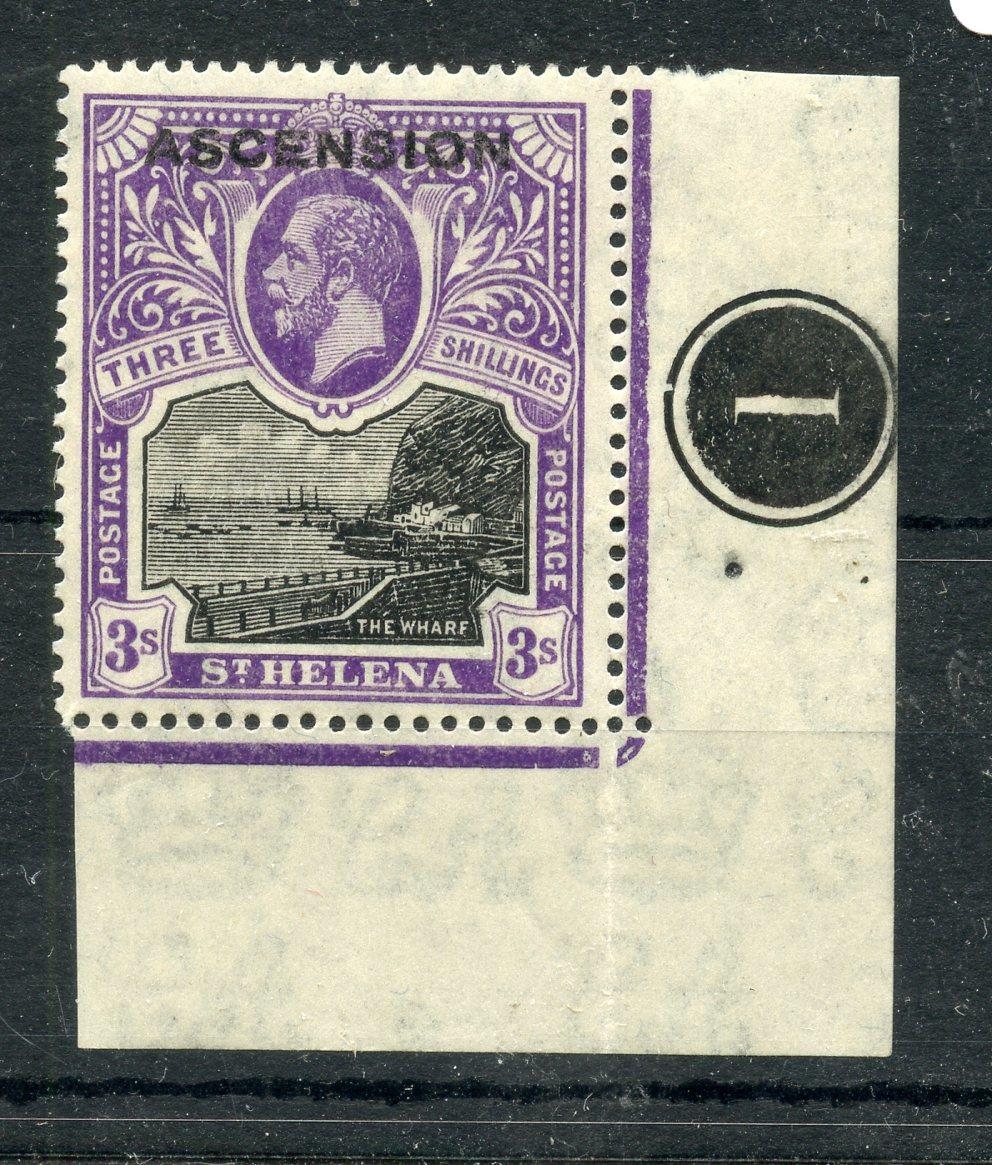 ASCENSION
THREE SHILLINGS
POSTAGE
POSTAGE
THE WHARF
3s
3s
ST HELENA
1